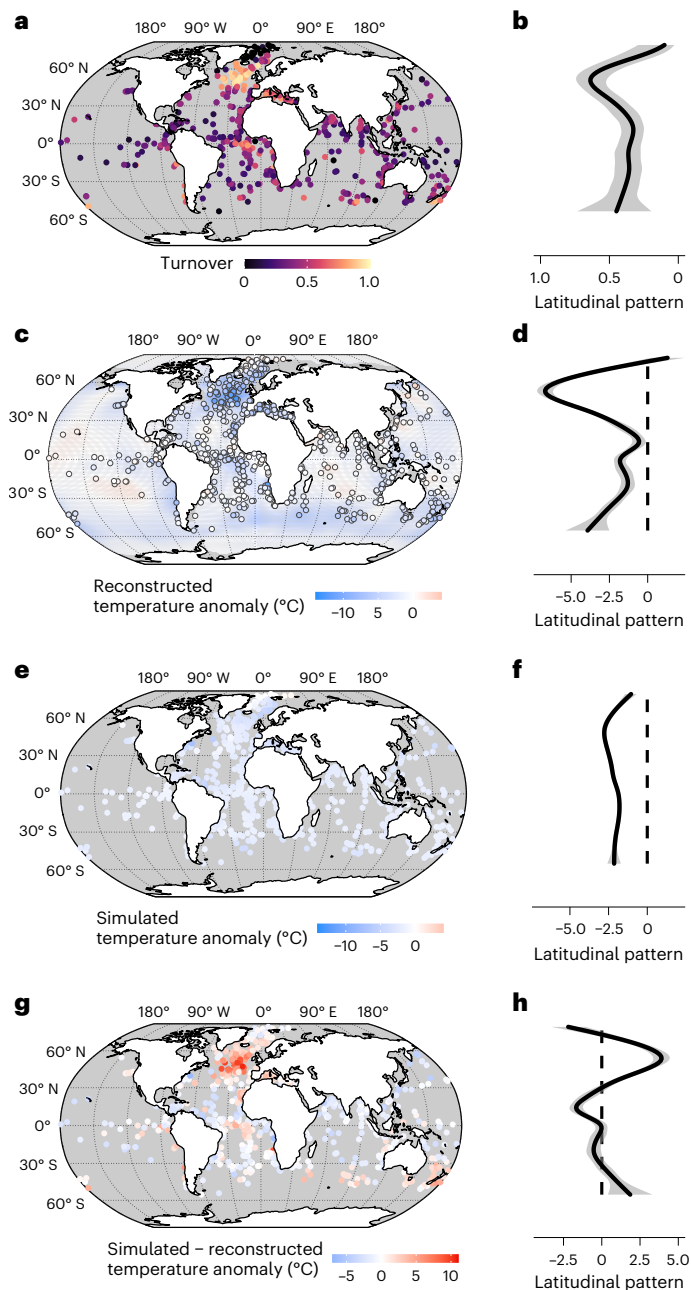 a
b
180° 90° W 0° 90° E 180°
60° N
30° N
0°
30° S
60° S
Turnover
0 0.5 1.0
1.0 0.5 0
Latitudinal pattern
c
d
180° 90° W 0° 90° E 180°
60° N
30° N
0°
30° S
60° S
Reconstructed
temperature anomaly (°C)
−10 5 0
−5.0 −2.5 0
Latitudinal pattern
e
f
180° 90° W 0° 90° E 180°
60° N
30° N
0°
30° S
60° S
Simulated
temperature anomaly (°C)
−10 −5 0
−5.0 −2.5 0
Latitudinal pattern
g
h
180° 90° W 0° 90° E 180°
60° N
30° N
0°
30° S
60° S
Simulated – reconstructed
temperature anomaly (°C)
−5 0 5 10
−2.5 0 2.5 5.0
Latitudinal pattern